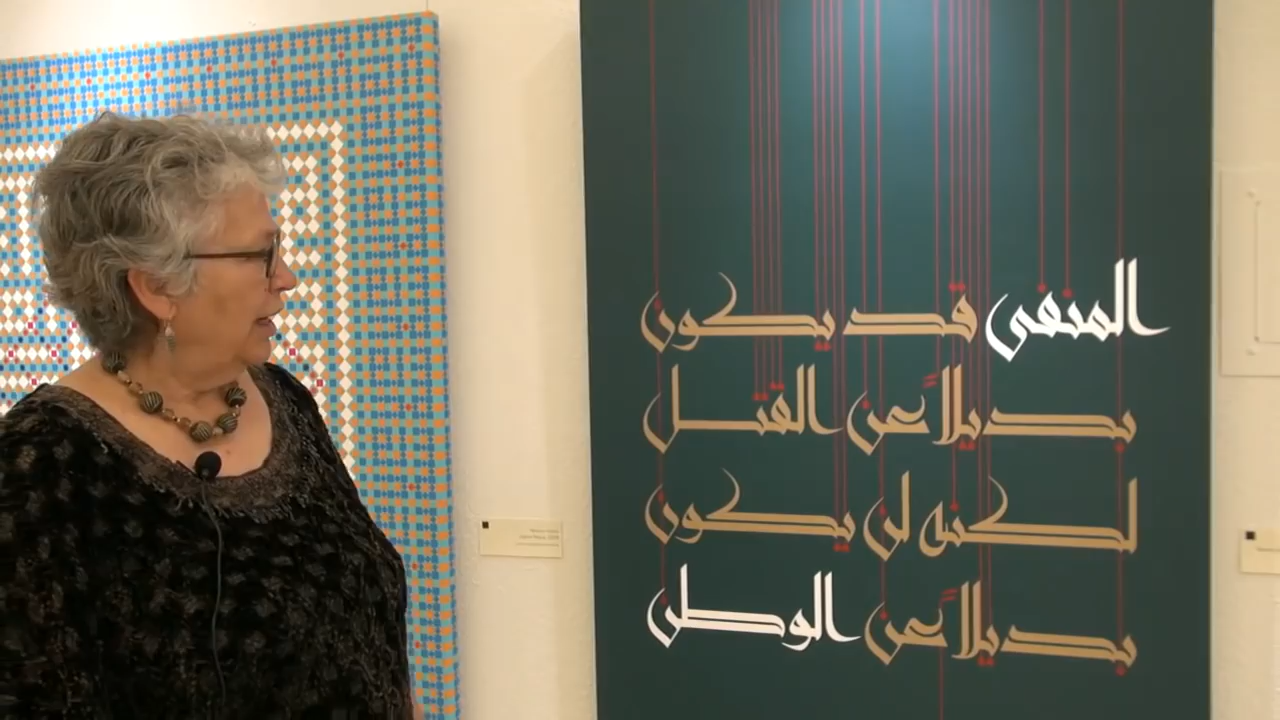 المنفى قد يكون
بديلاً عن القتل
لكنه لن يكون
بديلاً عن الوطن